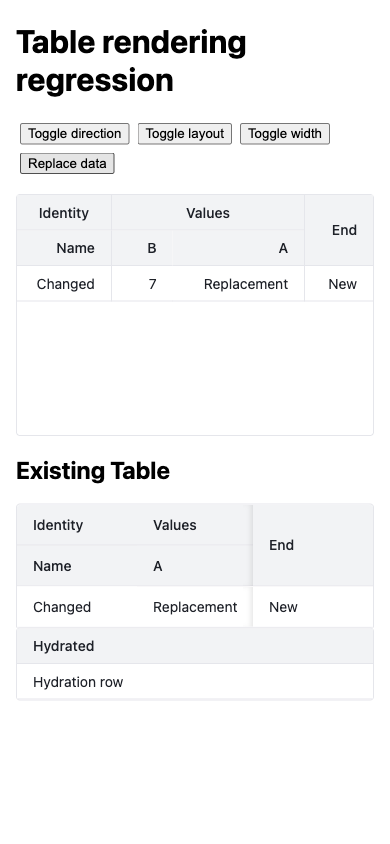 Table rendering
regression
Toggle direction Toggle layout Toggle width
Replace data
Identity Values
End
Name B A
Changed 7 Replacement New
Existing Table
Identity Values
End
Name A
Changed Replacement New
Hydrated
Hydration row